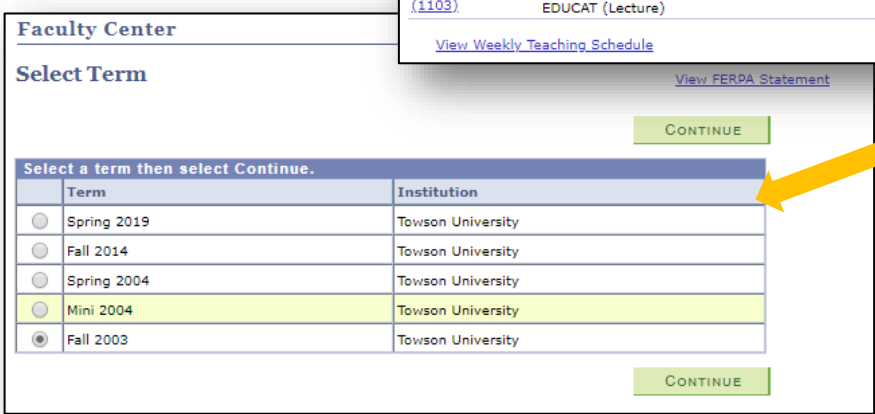 (1103) EDUCAT (Lecture)
View Weekly Teaching Schedule
Faculty Center
Select Term
View FERPA Statement
CONTINUE
Select a term then select Continue.
Term Institution
Spring 2019 Towson University
Fall 2014 Towson University
Spring 2004 Towson University
Mini 2004 Towson University
Fall 2003 Towson University
CONTINUE